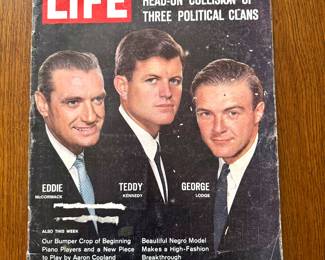 LIFE
HEAD-ON COLLISION OF
THREE POLITICAL CLANS
EDDIE
McCORMACK
TEDDY
KENNEDY
GEORGE
LODGE
ALSO THIS WEEK
Our Bumper Crop of Beginning
Piano Players and a New Piece
to Play by Aaron Copland
Beautiful Negro Model
Makes a High-Fashion
Breakthrough